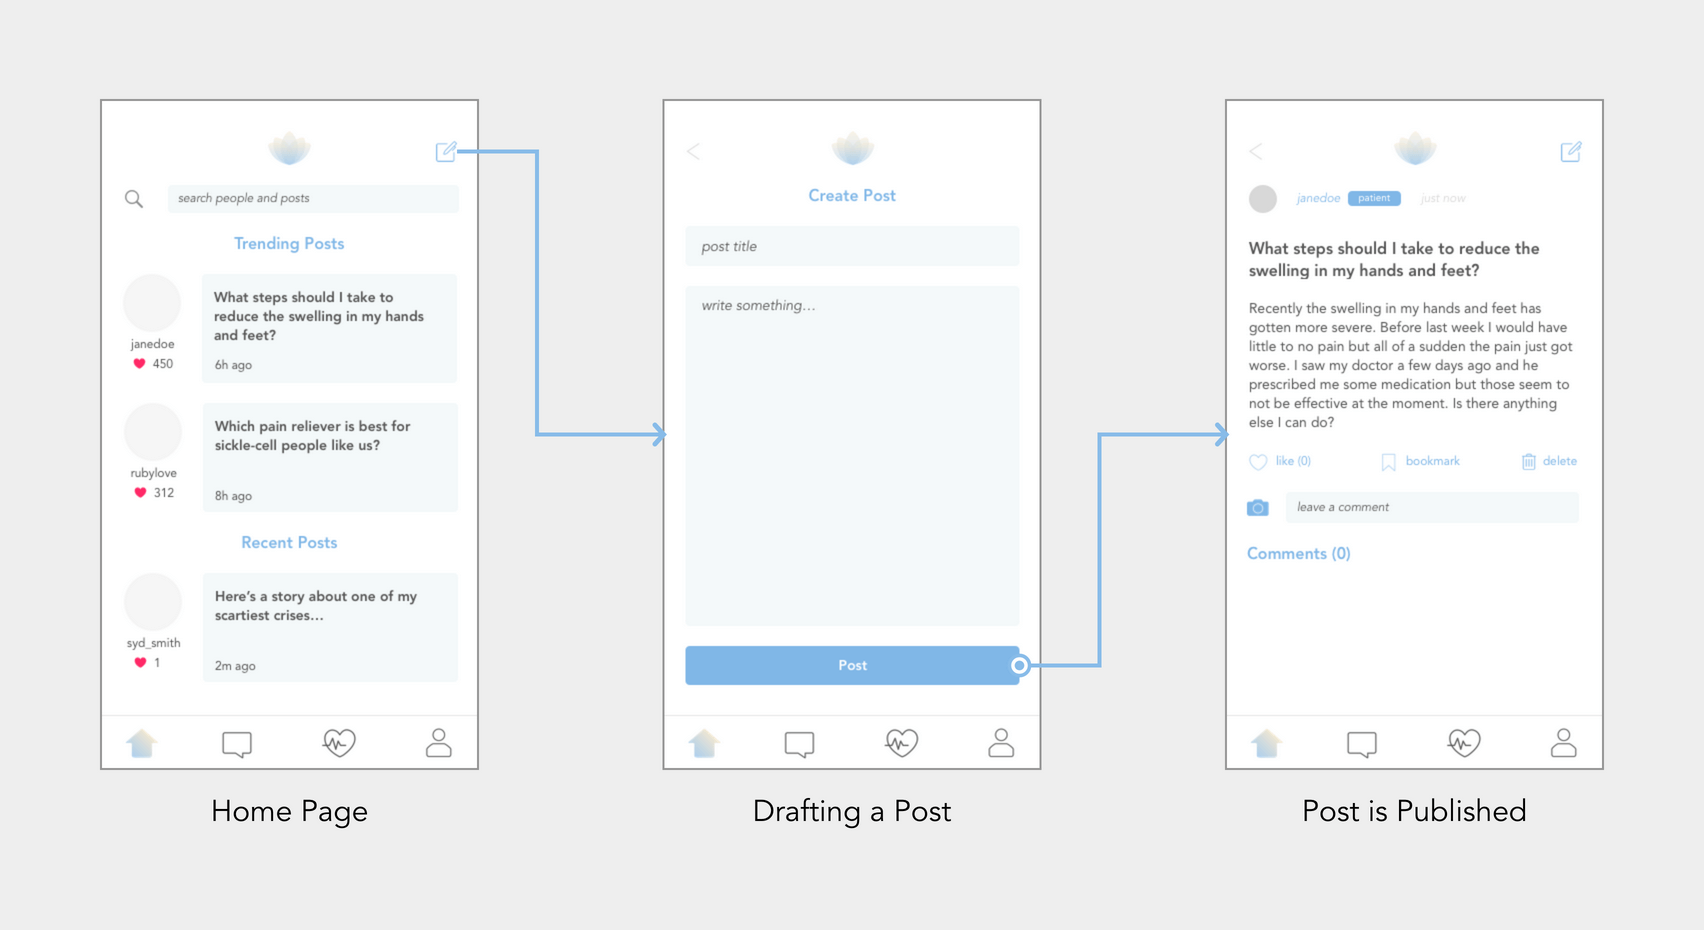 search people and posts
Trending Posts
What steps should I take to
reduce the swelling in my hands
and feet?
6h ago
janedoe
450
Which pain reliever is best for
sickle-cell people like us?
8h ago
rubylove
312
Recent Posts
Here's a story about one of my
scartiest crises...
2m ago
syd_smith
1
Home Page
Create Post
post title
write something...
Post
Drafting a Post
janedoe patient just now
What steps should I take to reduce the
swelling in my hands and feet?
Recently the swelling in my hands and feet has
gotten more severe. Before last week I would have
little to no pain but all of a sudden the pain just got
worse. I saw my doctor a few days ago and he
prescribed me some medication but those seem to
not be effective at the moment. Is there anything
else I can do?
like (0) bookmark delete
leave a comment
Comments (0)
Post is Published